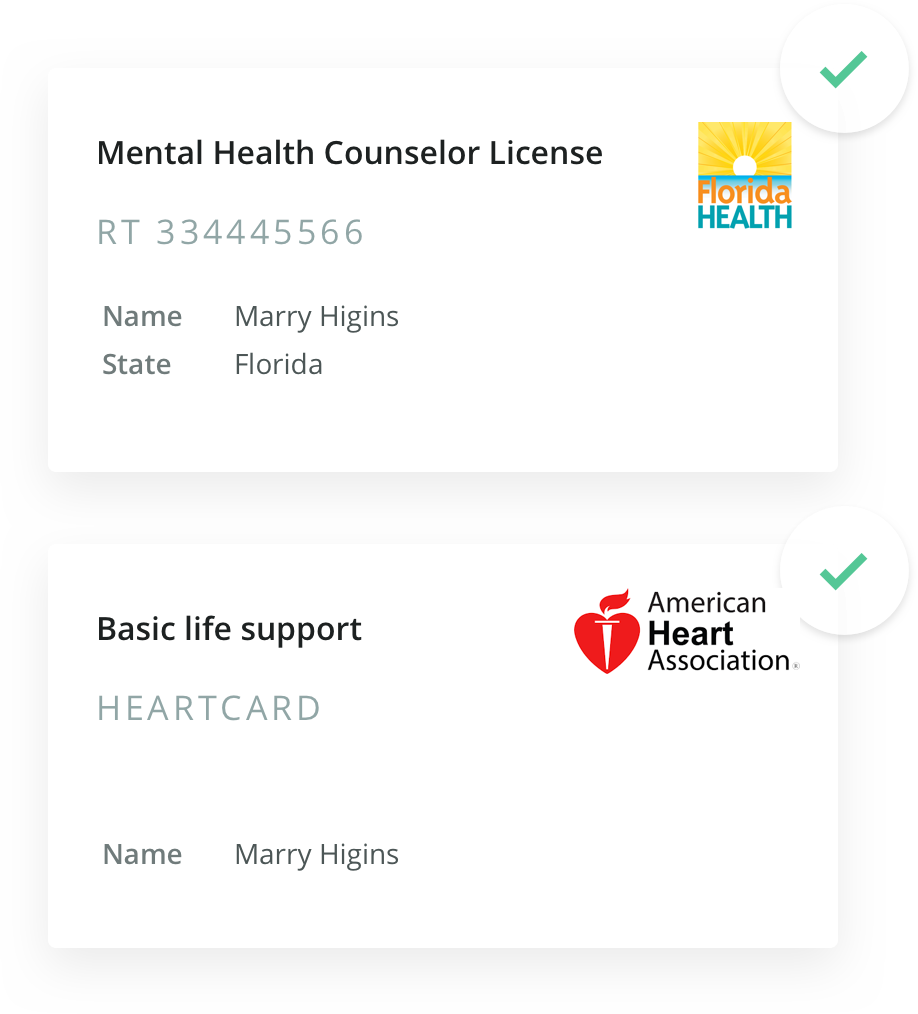 Mental Health Counselor License
Florida
HEALTH
RT 334445566
Name Marry Higins
State Florida
Basic life support
American
Heart
Association®
HEARTCARD
Name Marry Higins